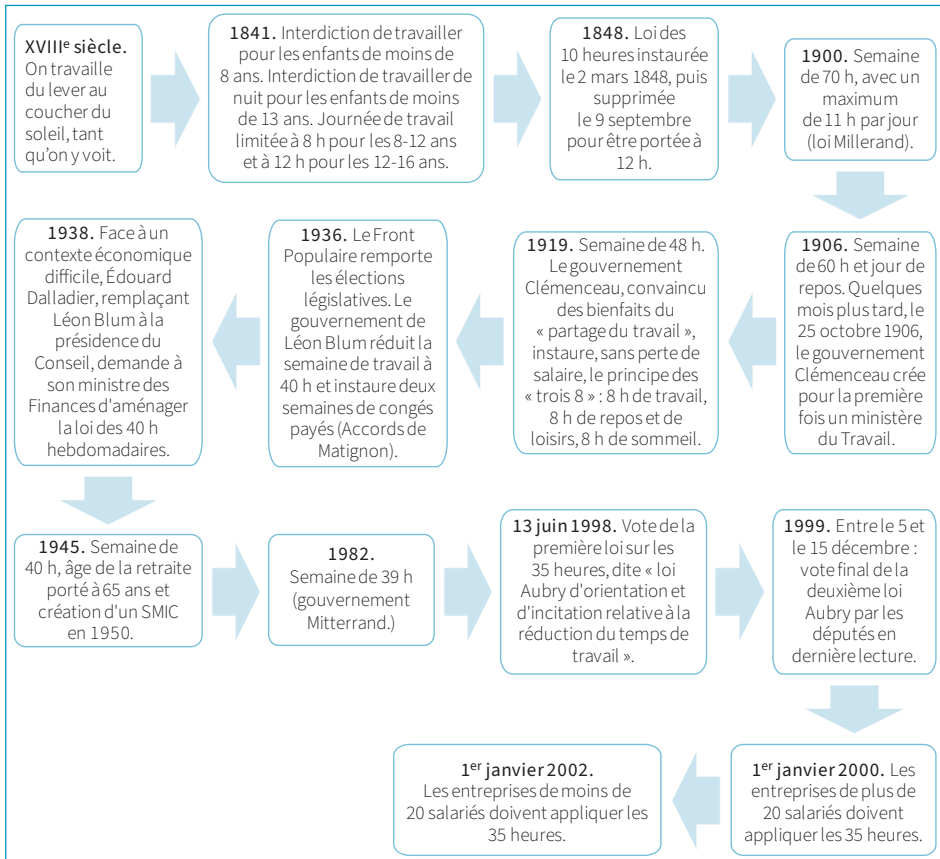 XVIIIe siècle.
On travaille
du lever au
coucher du
soleil, tant
qu'on y voit.
1841. Interdiction de travailler
pour les enfants de moins de
8 ans. Interdiction de travailler de
nuit pour les enfants de moins
de 13 ans. Journée de travail
limitée à 8 h pour les 8-12 ans
et à 12 h pour les 12-16 ans.
1848. Loi des
10 heures instaurée
le 2 mars 1848, puis
supprimée
le 9 septembre
pour être portée à
12 h.
1900. Semaine
de 70 h, avec un
maximum
de 11 h par jour
(loi Millerand).
1906. Semaine
de 60 h et jour de
repos. Quelques
mois plus tard, le
25 octobre 1906,
le gouvernement
Clémenceau crée
pour la première
fois un ministère
du Travail.
1919. Semaine de 48 h.
Le gouvernement
Clémenceau, convaincu
des bienfaits du
« partage du travail »,
instaure, sans perte de
salaire, le principe des
« trois 8 » : 8 h de travail,
8 h de repos et de
loisirs, 8 h de sommeil.
1936. Le Front
Populaire remporte
les élections
législatives. Le
gouvernement de
Léon Blum réduit la
semaine de travail à
40 h et instaure deux
semaines de congés
payés (Accords de
Matignon).
1938. Face à un
contexte économique
difficile, Édouard
Dalladier, remplaçant
Léon Blum à la
présidence du
Conseil, demande à
son ministre des
Finances d'aménager
la loi des 40 h
hebdomadaires.
1945. Semaine de
40 h, âge de la retraite
porté à 65 ans et
création d'un SMIC
en 1950.
1982.
Semaine de 39 h
(gouvernement
Mitterrand.)
13 juin 1998. Vote de la
première loi sur les
35 heures, dite « loi
Aubry d'orientation et
d'incitation relative à la
réduction du temps de
travail ».
1999. Entre le 5 et
le 15 décembre :
vote final de la
deuxième loi
Aubry par les
députés en
dernière lecture.
1er janvier 2000. Les
entreprises de plus de
20 salariés doivent
appliquer les 35 heures.
1er janvier 2002.
Les entreprises de moins de
20 salariés doivent appliquer les
35 heures.